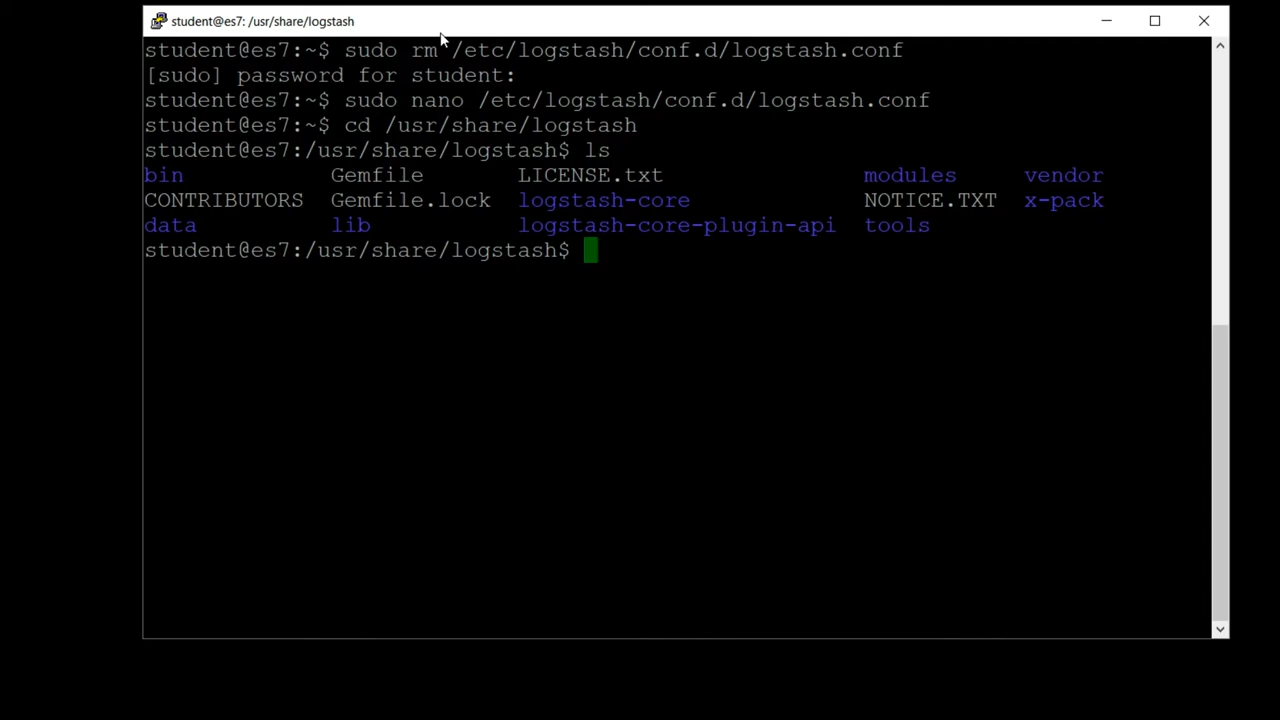 student@es7: /usr/share/logstash
student@es7:~$ sudo rm /etc/logstash/conf.d/logstash.conf
[sudo] password for student:
student@es7:~$ sudo nano /etc/logstash/conf.d/logstash.conf
student@es7:~$ cd /usr/share/logstash
student@es7:/usr/share/logstash$ ls
bin Gemfile LICENSE.txt modules vendor
CONTRIBUTORS Gemfile.lock logstash-core NOTICE.TXT x-pack
data lib logstash-core-plugin-api tools
student@es7:/usr/share/logstash$